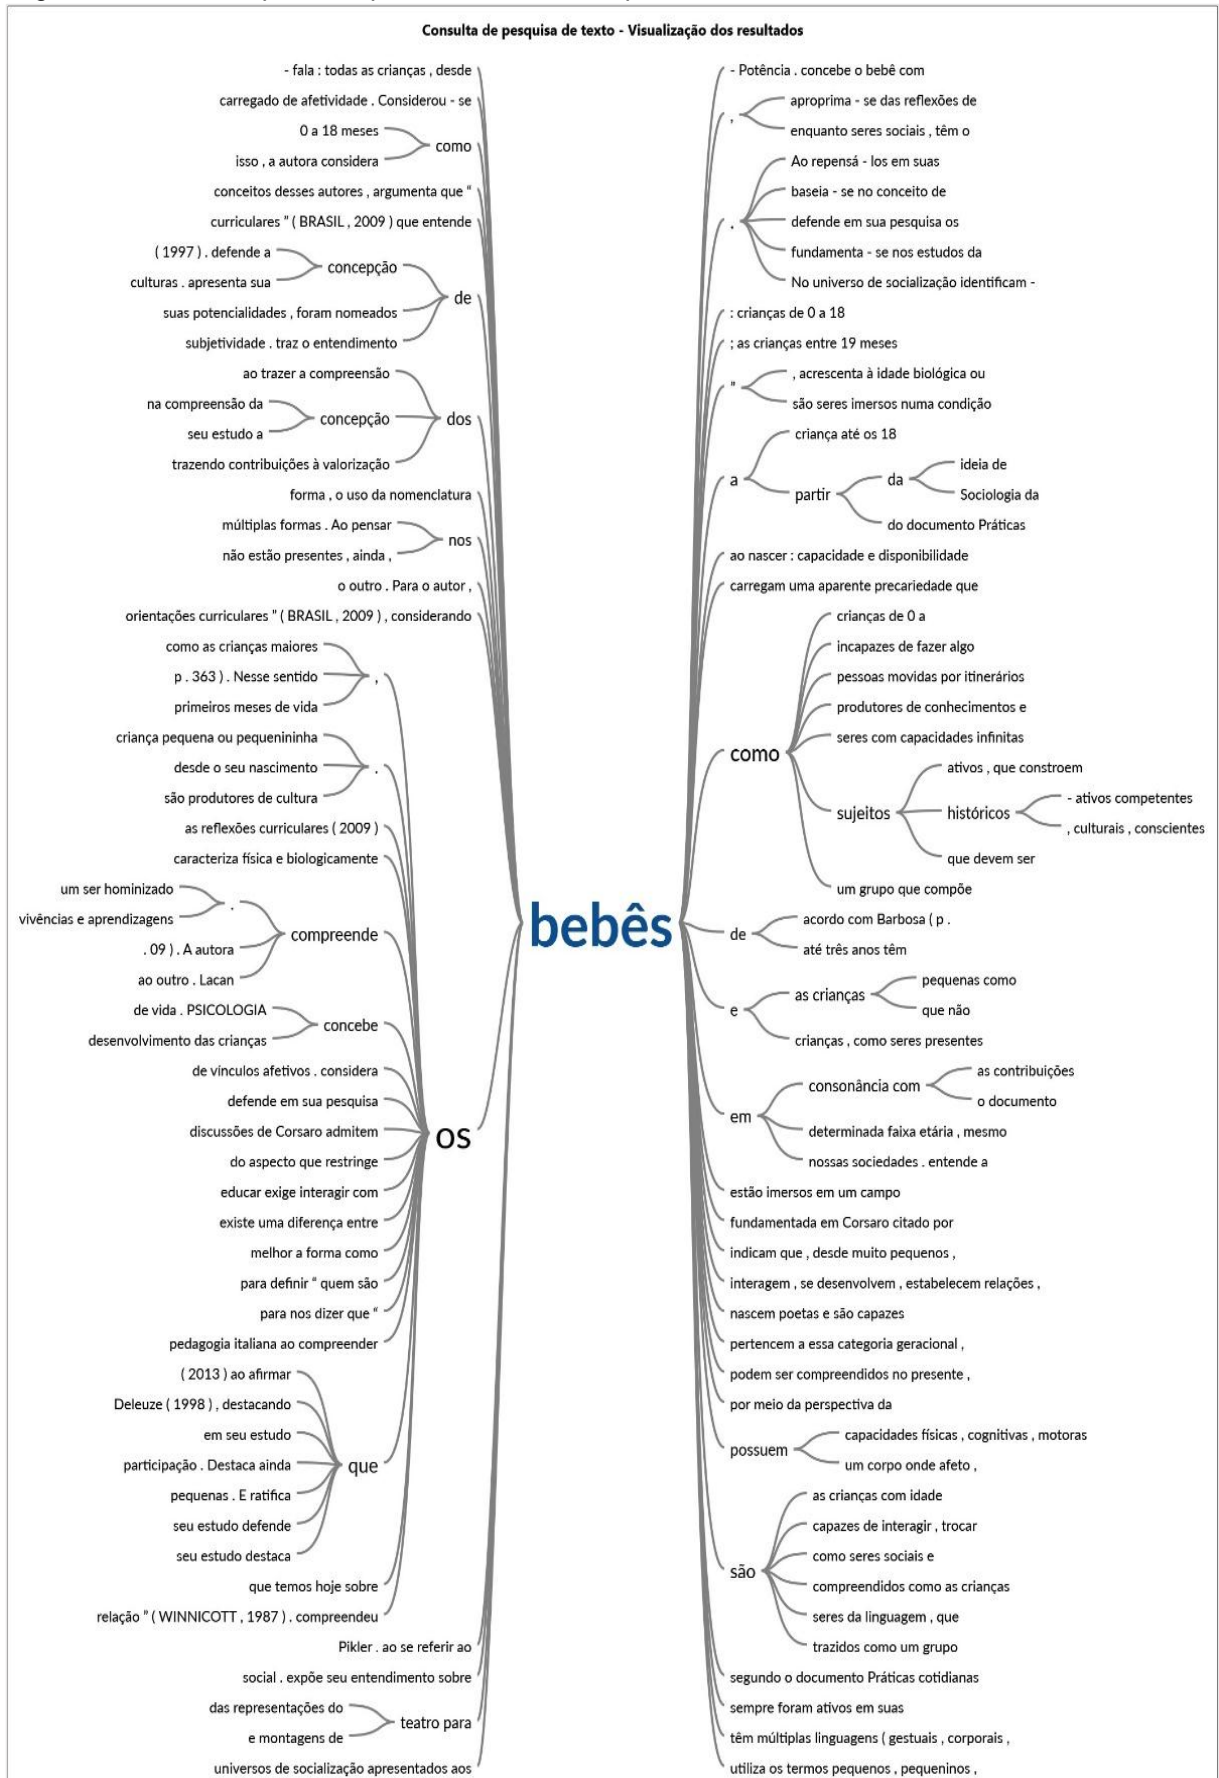 Consulta de pesquisa de texto - Visualização dos resultados
- fala : todas as crianças , desde
carregado de afetividade . Considerou - se
0 a 18 meses
isso , a autora considera
como
conceitos desses autores , argumenta que “
curriculares ” ( BRASIL , 2009 ) que entende
( 1997 ) . defende a
culturas . apresenta sua
concepção
suas potencialidades , foram nomeados
subjetividade . traz o entendimento
de
ao trazer a compreensão
na compreensão da
seu estudo a
concepção
trazendo contribuições à valorização
dos
forma , o uso da nomenclatura
múltiplas formas . Ao pensar
não estão presentes , ainda ,
nos
o outro . Para o autor ,
orientações curriculares ” ( BRASIL , 2009 ) , considerando
como as crianças maiores
p . 363 ) . Nesse sentido
primeiros meses de vida
,
criança pequena ou pequenininha
desde o seu nascimento
são produtores de cultura
.
as reflexões curriculares ( 2009 )
caracteriza física e biologicamente
um ser hominizado
vivências e aprendizagens
.
. 09 ) . A autora
ao outro . Lacan
compreende
de vida . PSICOLOGIA
desenvolvimento das crianças
concebe
de vínculos afetivos . considera
defende em sua pesquisa
discussões de Corsaro admitem
do aspecto que restringe
educar exige interagir com
existe uma diferença entre
melhor a forma como
para definir “ quem são
para nos dizer que “
pedagogia italiana ao compreender
( 2013 ) ao afirmar
Deleuze ( 1998 ) , destacando
em seu estudo
participação . Destaca ainda
pequenas . E ratifica
seu estudo defende
seu estudo destaca
que
que temos hoje sobre
relação ” ( WINNICOTT , 1987 ) . compreendeu
os
Pikler . ao se referir ao
social . expõe seu entendimento sobre
das representações do
e montagens de
teatro para
universos de socialização apresentados aos
bebês
- Potência . concebe o bebê com
,
aproprima - se das reflexões de
enquanto seres sociais , têm o
.
Ao repensá - los em suas
baseia - se no conceito de
defende em sua pesquisa os
fundamenta - se nos estudos da
No universo de socialização identificam -
: crianças de 0 a 18
; as crianças entre 19 meses
”
, acrescenta à idade biológica ou
são seres imersos numa condição
a
criança até os 18
partir
da
ideia de
Sociologia da
do documento Práticas
ao nascer : capacidade e disponibilidade
carregam uma aparente precariedade que
como
crianças de 0 a
incapazes de fazer algo
pessoas movidas por itinerários
produtores de conhecimentos e
seres com capacidades infinitas
sujeitos
ativos , que constroem
históricos
- ativos competentes
, culturais , conscientes
que devem ser
um grupo que compõe
de
acordo com Barbosa ( p .
até três anos têm
e
as crianças
pequenas como
que não
crianças , como seres presentes
em
consonância com
as contribuições
o documento
determinada faixa etária , mesmo
nossas sociedades . entende a
estão imersos em um campo
fundamentada em Corsaro citado por
indicam que , desde muito pequenos ,
interagem , se desenvolvem , estabelecem relações ,
nascem poetas e são capazes
pertencem a essa categoria geracional ,
podem ser compreendidos no presente ,
por meio da perspectiva da
possuem
capacidades físicas , cognitivas , motoras
um corpo onde afeto ,
são
as crianças com idade
capazes de interagir , trocar
como seres sociais e
compreendidos como as crianças
seres da linguagem , que
trazidos como um grupo
segundo o documento Práticas cotidianas
sempre foram ativos em suas
têm múltiplas linguagens ( gestuais , corporais ,
utiliza os termos pequenos , pequeninos ,